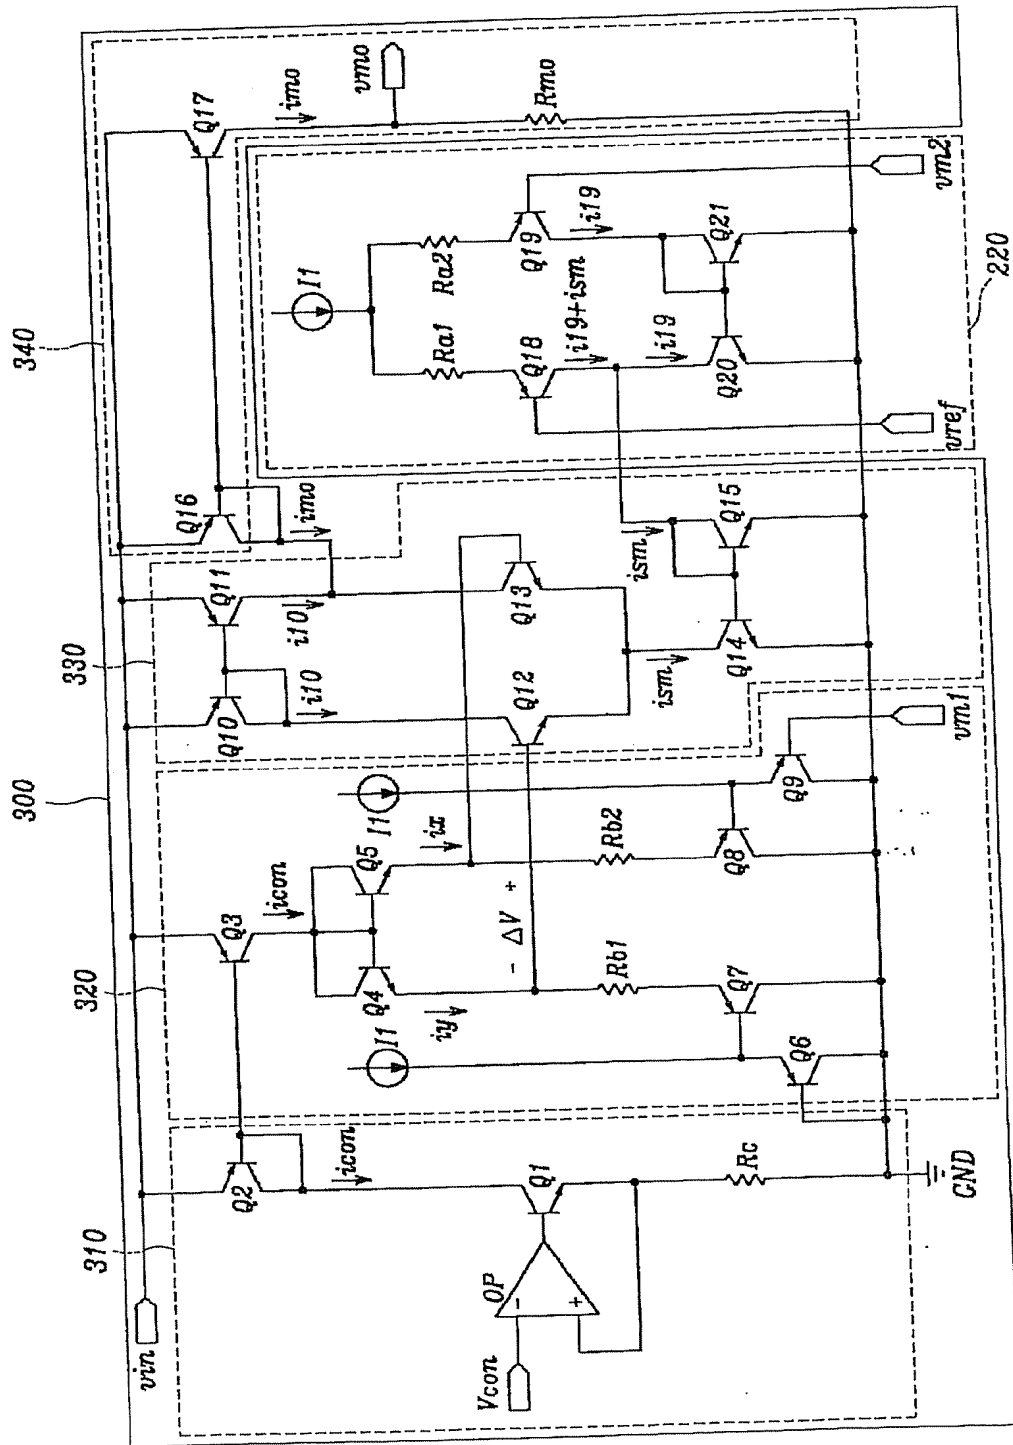 300
340
330
320
310
vin
Q2
icon
Q3
icon
Q10
i10
Q11
i10
Q16
imo
Q17
imo
vmo
Rmo
I1
Ra1
Ra2
Q18
Q19
i19+ism
i19
i19
Q20
Q21
vref
vm2
220
I1
Q4
Q5
iy
ix
- ΔV +
Rb1
Rb2
Q7
Q6
I1
Q8
Q9
vm1
Q12
Q13
ism
ism
Q14
Q15
Vcon
OP
-
+
Q1
Rc
GND